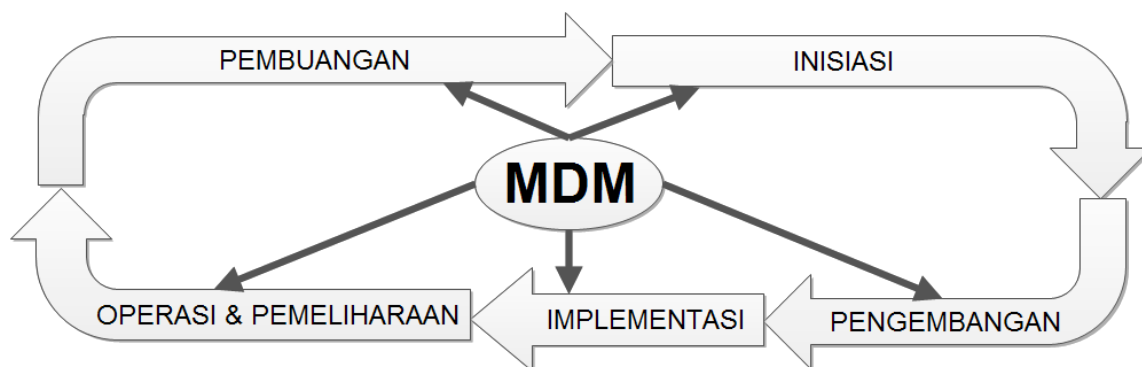 PEMBUANGAN
INISIASI
MDM
OPERASI & PEMELIHARAAN
IMPLEMENTASI
PENGEMBANGAN